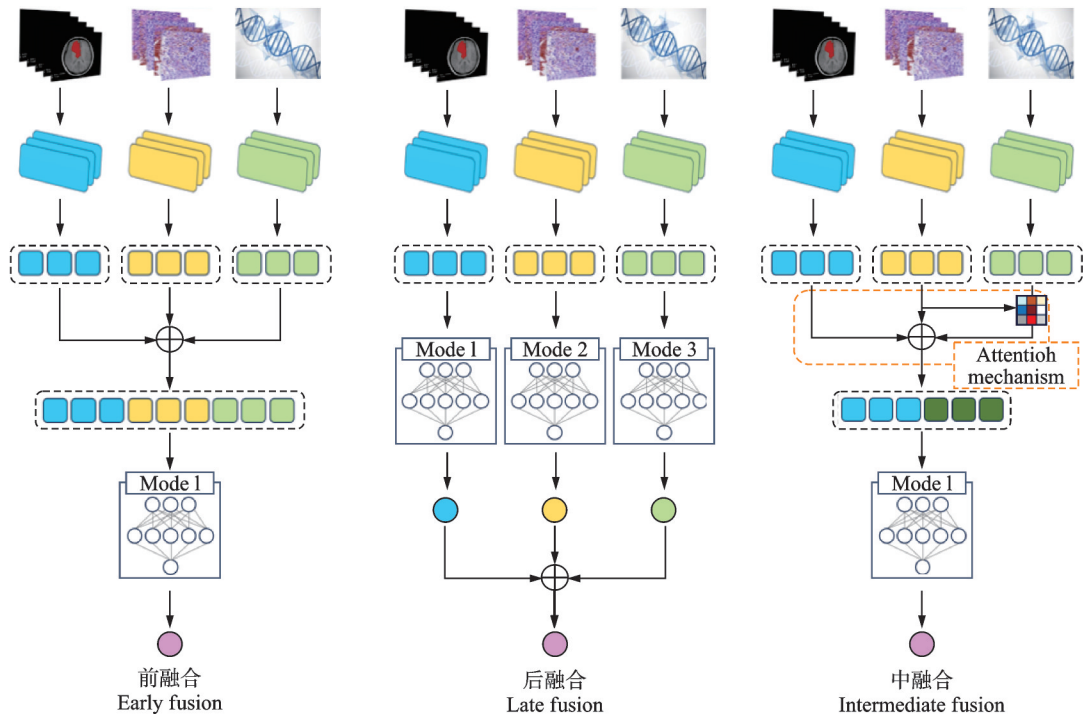 Mode 1
Mode 2
Mode 3
Attentioh
mechanism
Mode 1
Mode 1
前融合
Early fusion
后融合
Late fusion
中融合
Intermediate fusion